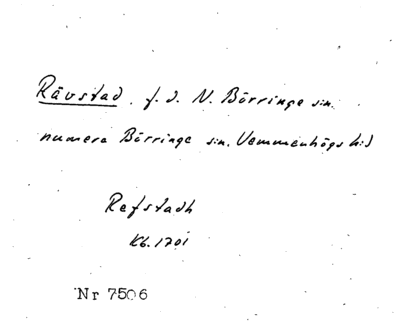 Rävstad. f. d. N. Börringe sn.
numera Börringe sn. Vemmenhögs hd
Refstadh
Kb. 1701
Nr 7506